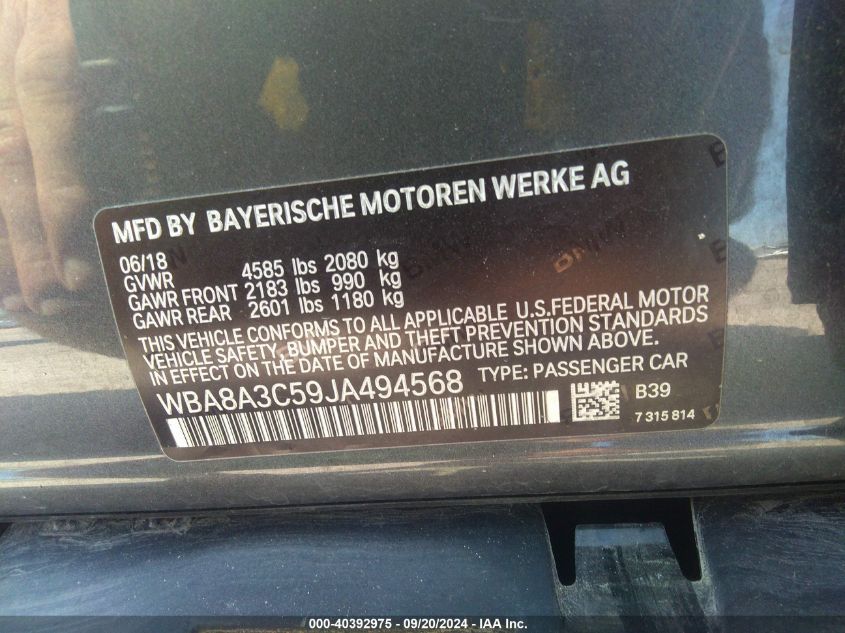 MFD BY BAYERISCHE MOTOREN WERKE AG
06/18
GVWR 4585 lbs 2080 kg
GAWR FRONT 2183 lbs 990 kg
GAWR REAR 2601 lbs 1180 kg
THIS VEHICLE CONFORMS TO ALL APPLICABLE U.S.FEDERAL MOTOR
VEHICLE SAFETY, BUMPER AND THEFT PREVENTION STANDARDS
IN EFFECT ON THE DATE OF MANUFACTURE SHOWN ABOVE.
WBA8A3C59JA494568 TYPE: PASSENGER CAR
B39
7 315 814
000-40392975 - 09/20/2024 - IAA Inc.